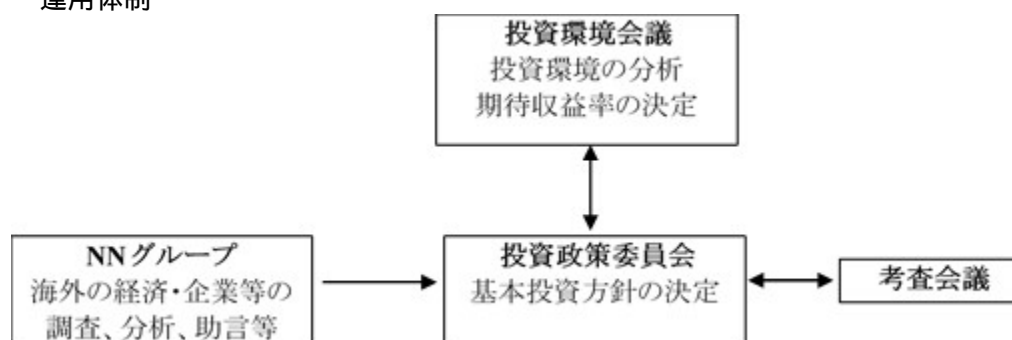 運用体制
投資環境会議
投資環境の分析
期待収益率の決定
NNグループ
海外の経済・企業等の
調査、分析、助言等
投資政策委員会
基本投資方針の決定
考査会議